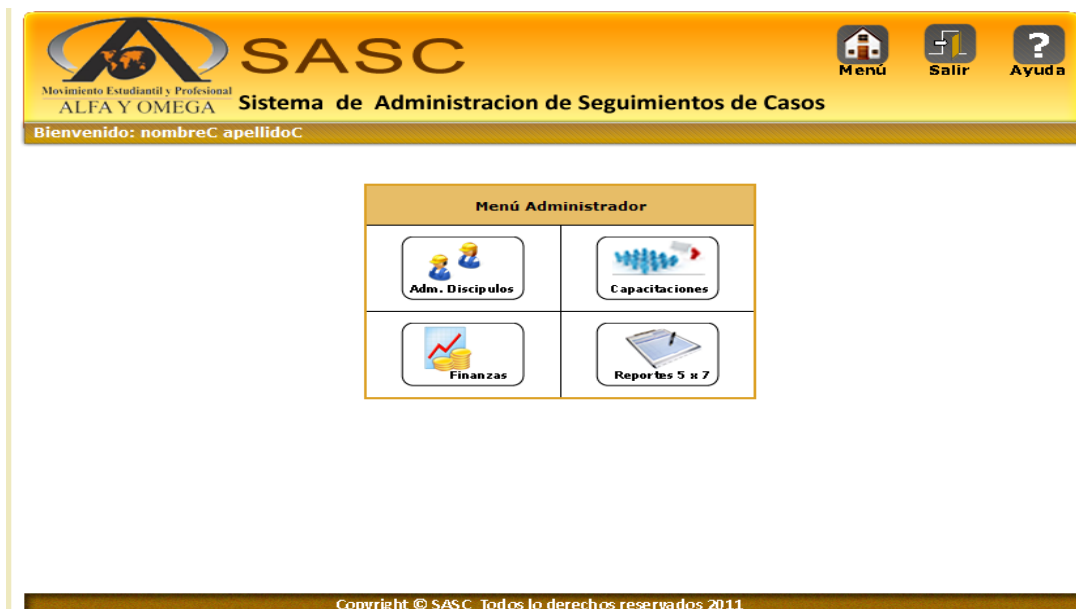 SASC
Menú
Salir
Ayuda
Movimiento Estudiantil y Profesional
ALFA Y OMEGA
Sistema de Administracion de Seguimientos de Casos
Bienvenido: nombreC apellidoC
Menú Administrador
Adm. Discipulos
Capacitaciones
Finanzas
Reportes 5 x 7
Copyright © SASC Todos lo derechos reservados 2011